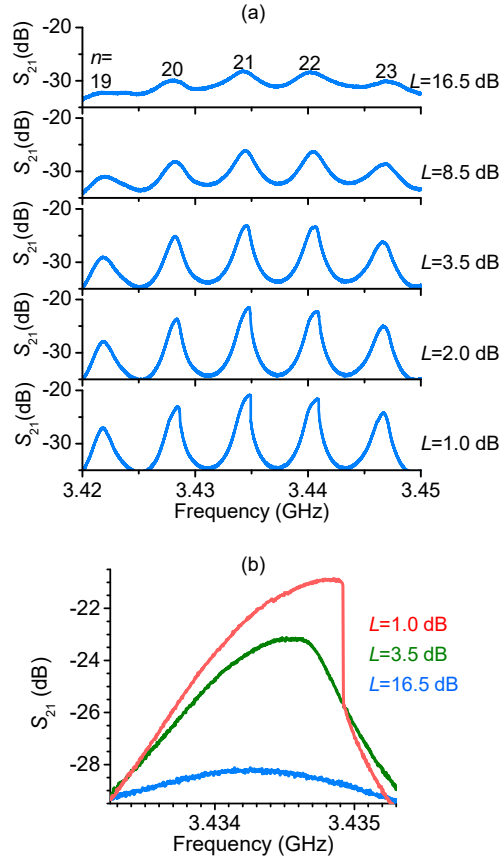 (a)
S21(dB)
-20
-30
n=
19
20
21
22
23
L=16.5 dB
S21(dB)
-20
-30
L=8.5 dB
S21(dB)
-20
-30
L=3.5 dB
S21(dB)
-20
-30
L=2.0 dB
S21(dB)
-20
-30
L=1.0 dB
3.42 3.43 3.44 3.45
Frequency (GHz)
(b)
S21 (dB)
-22
-24
-26
-28
L=1.0 dB
L=3.5 dB
L=16.5 dB
3.434 3.435
Frequency (GHz)